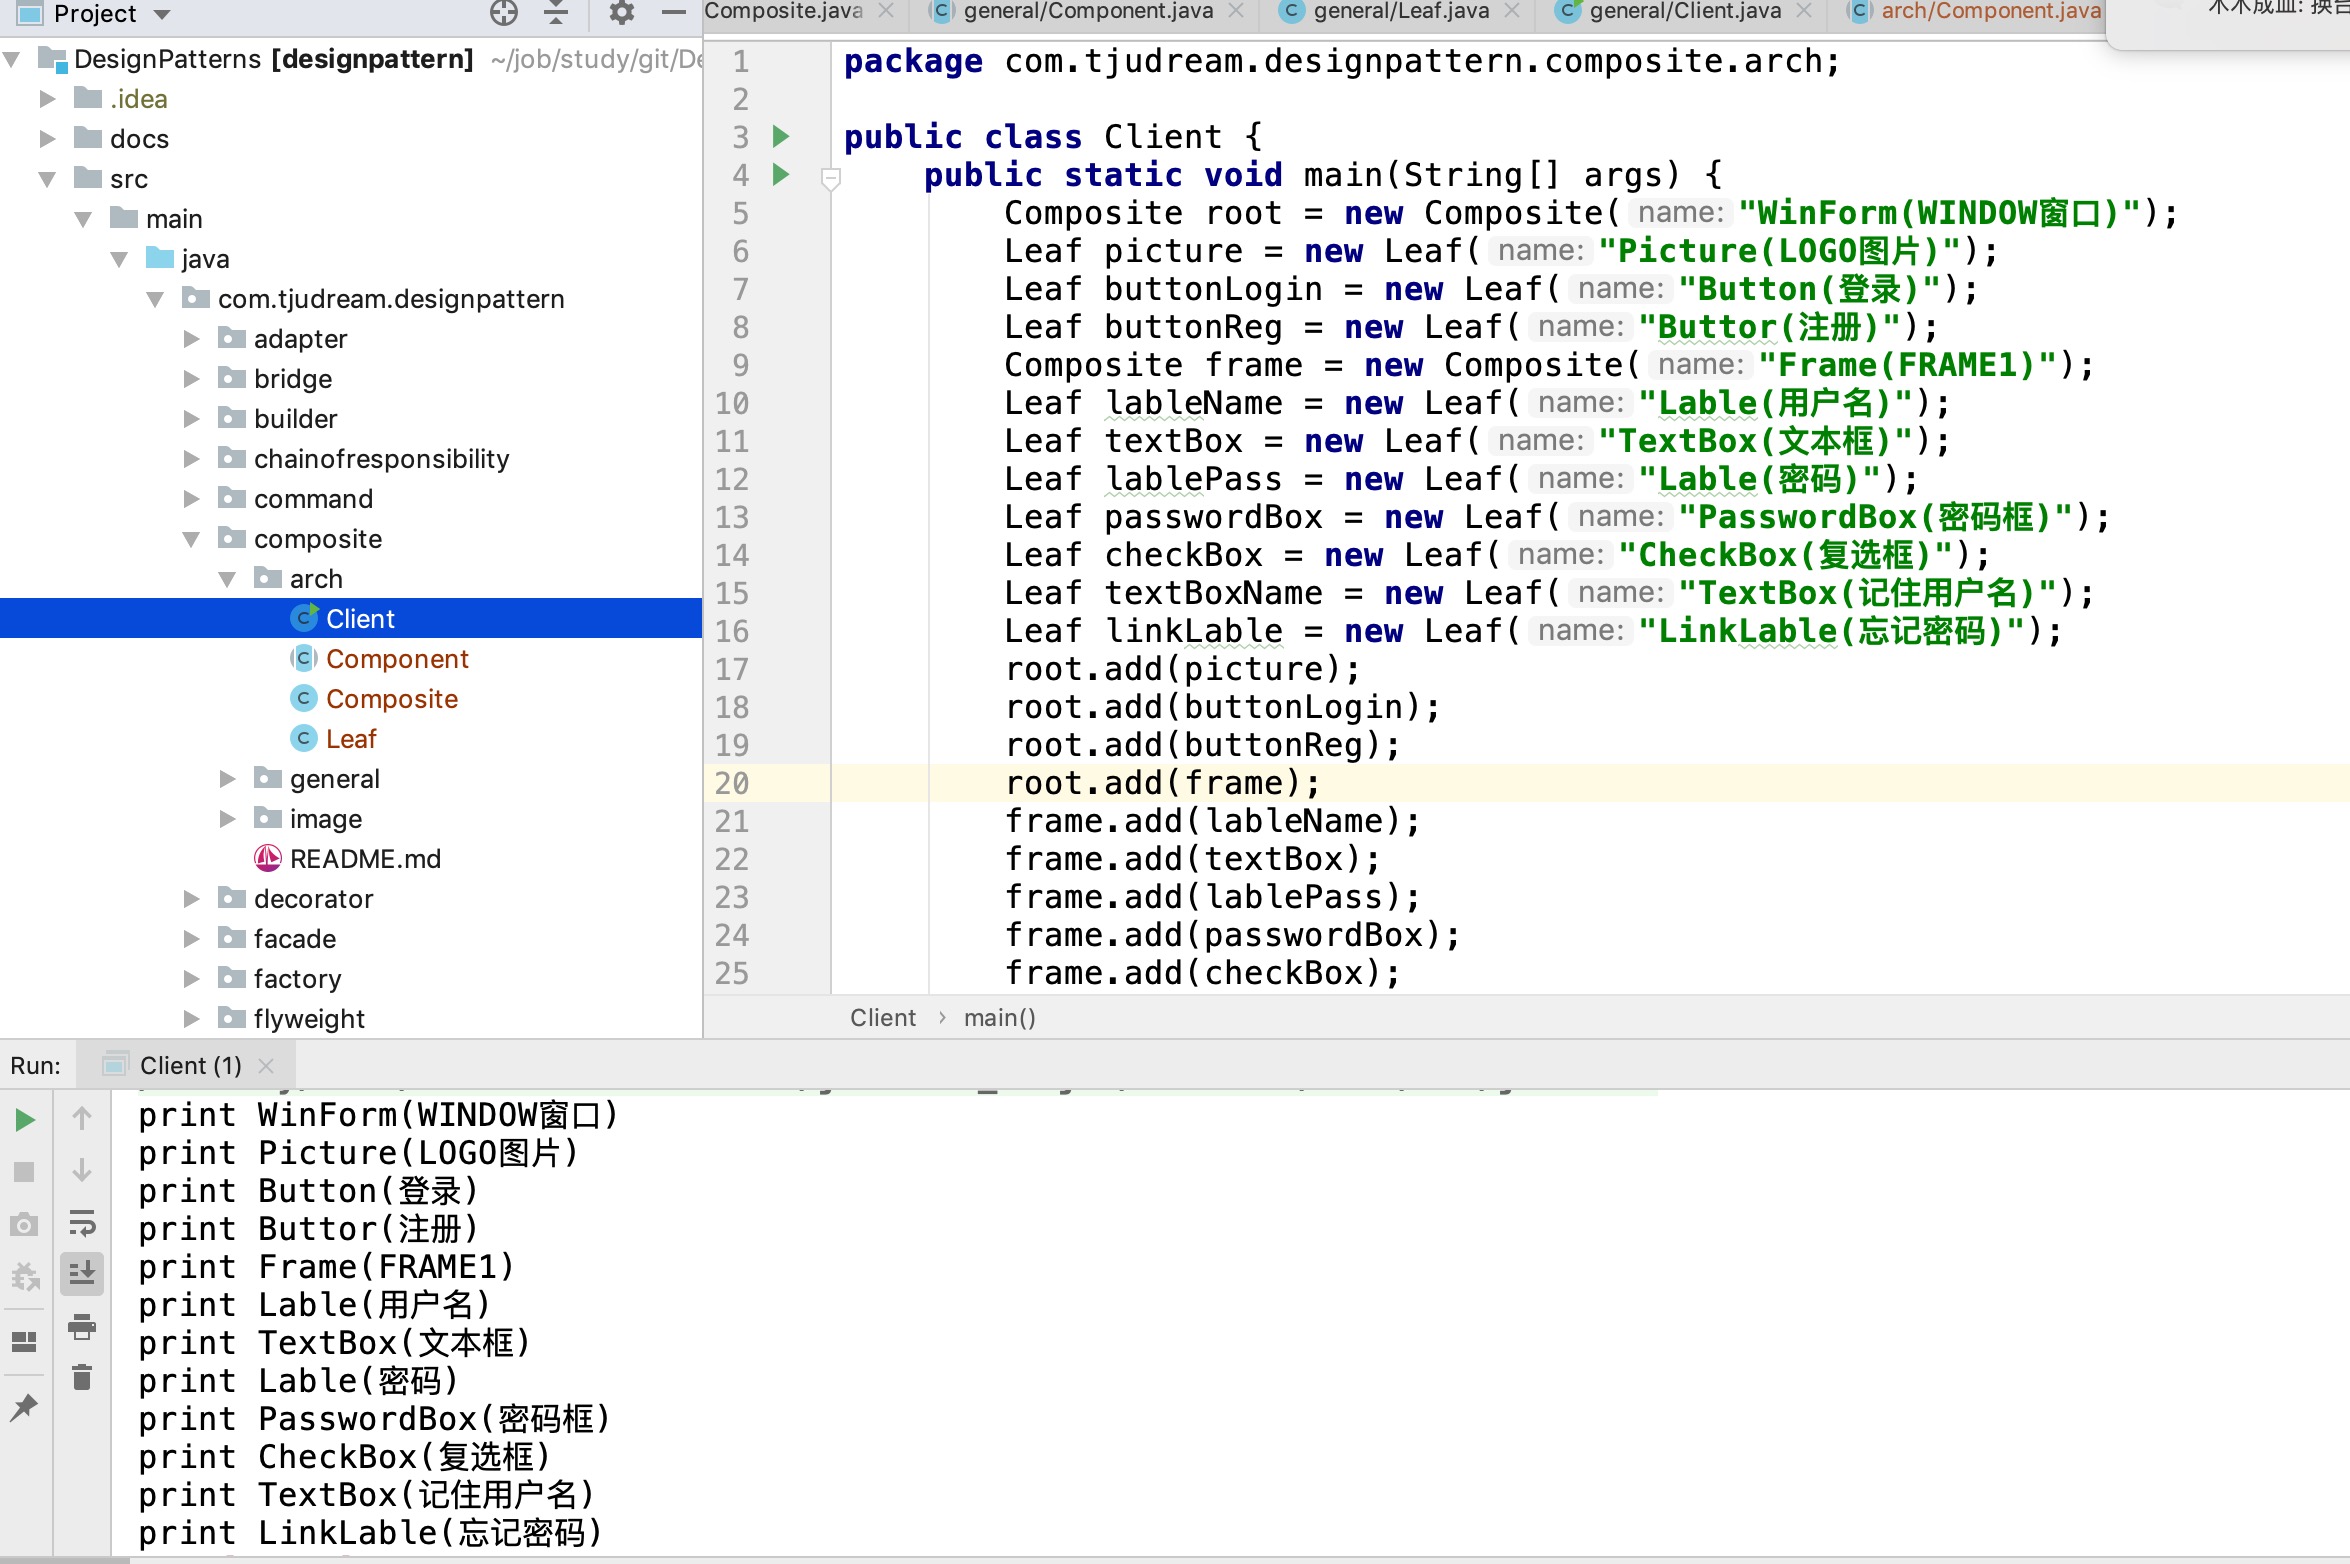 Project
DesignPatterns [designpattern] ~/job/study/git/De
.idea
docs
src
main
java
com.tjudream.designpattern
adapter
bridge
builder
chainofresponsibility
command
composite
arch
Client
Component
Composite
Leaf
general
image
README.md
decorator
facade
factory
flyweight
Composite.java general/Component.java general/Leaf.java general/Client.java arch/Component.java
1 package com.tjudream.designpattern.composite.arch;
2
3 public class Client {
4 public static void main(String[] args) {
5 Composite root = new Composite( name: "WinForm(WINDOW窗口)");
6 Leaf picture = new Leaf( name: "Picture(LOGO图片)");
7 Leaf buttonLogin = new Leaf( name: "Button(登录)");
8 Leaf buttonReg = new Leaf( name: "Buttor(注册)");
9 Composite frame = new Composite( name: "Frame(FRAME1)");
10 Leaf lableName = new Leaf( name: "Lable(用户名)");
11 Leaf textBox = new Leaf( name: "TextBox(文本框)");
12 Leaf lablePass = new Leaf( name: "Lable(密码)");
13 Leaf passwordBox = new Leaf( name: "PasswordBox(密码框)");
14 Leaf checkBox = new Leaf( name: "CheckBox(复选框)");
15 Leaf textBoxName = new Leaf( name: "TextBox(记住用户名)");
16 Leaf linkLable = new Leaf( name: "LinkLable(忘记密码)");
17 root.add(picture);
18 root.add(buttonLogin);
19 root.add(buttonReg);
20 root.add(frame);
21 frame.add(lableName);
22 frame.add(textBox);
23 frame.add(lablePass);
24 frame.add(passwordBox);
25 frame.add(checkBox);
Client › main()
Run: Client (1)
print WinForm(WINDOW窗口)
print Picture(LOGO图片)
print Button(登录)
print Buttor(注册)
print Frame(FRAME1)
print Lable(用户名)
print TextBox(文本框)
print Lable(密码)
print PasswordBox(密码框)
print CheckBox(复选框)
print TextBox(记住用户名)
print LinkLable(忘记密码)